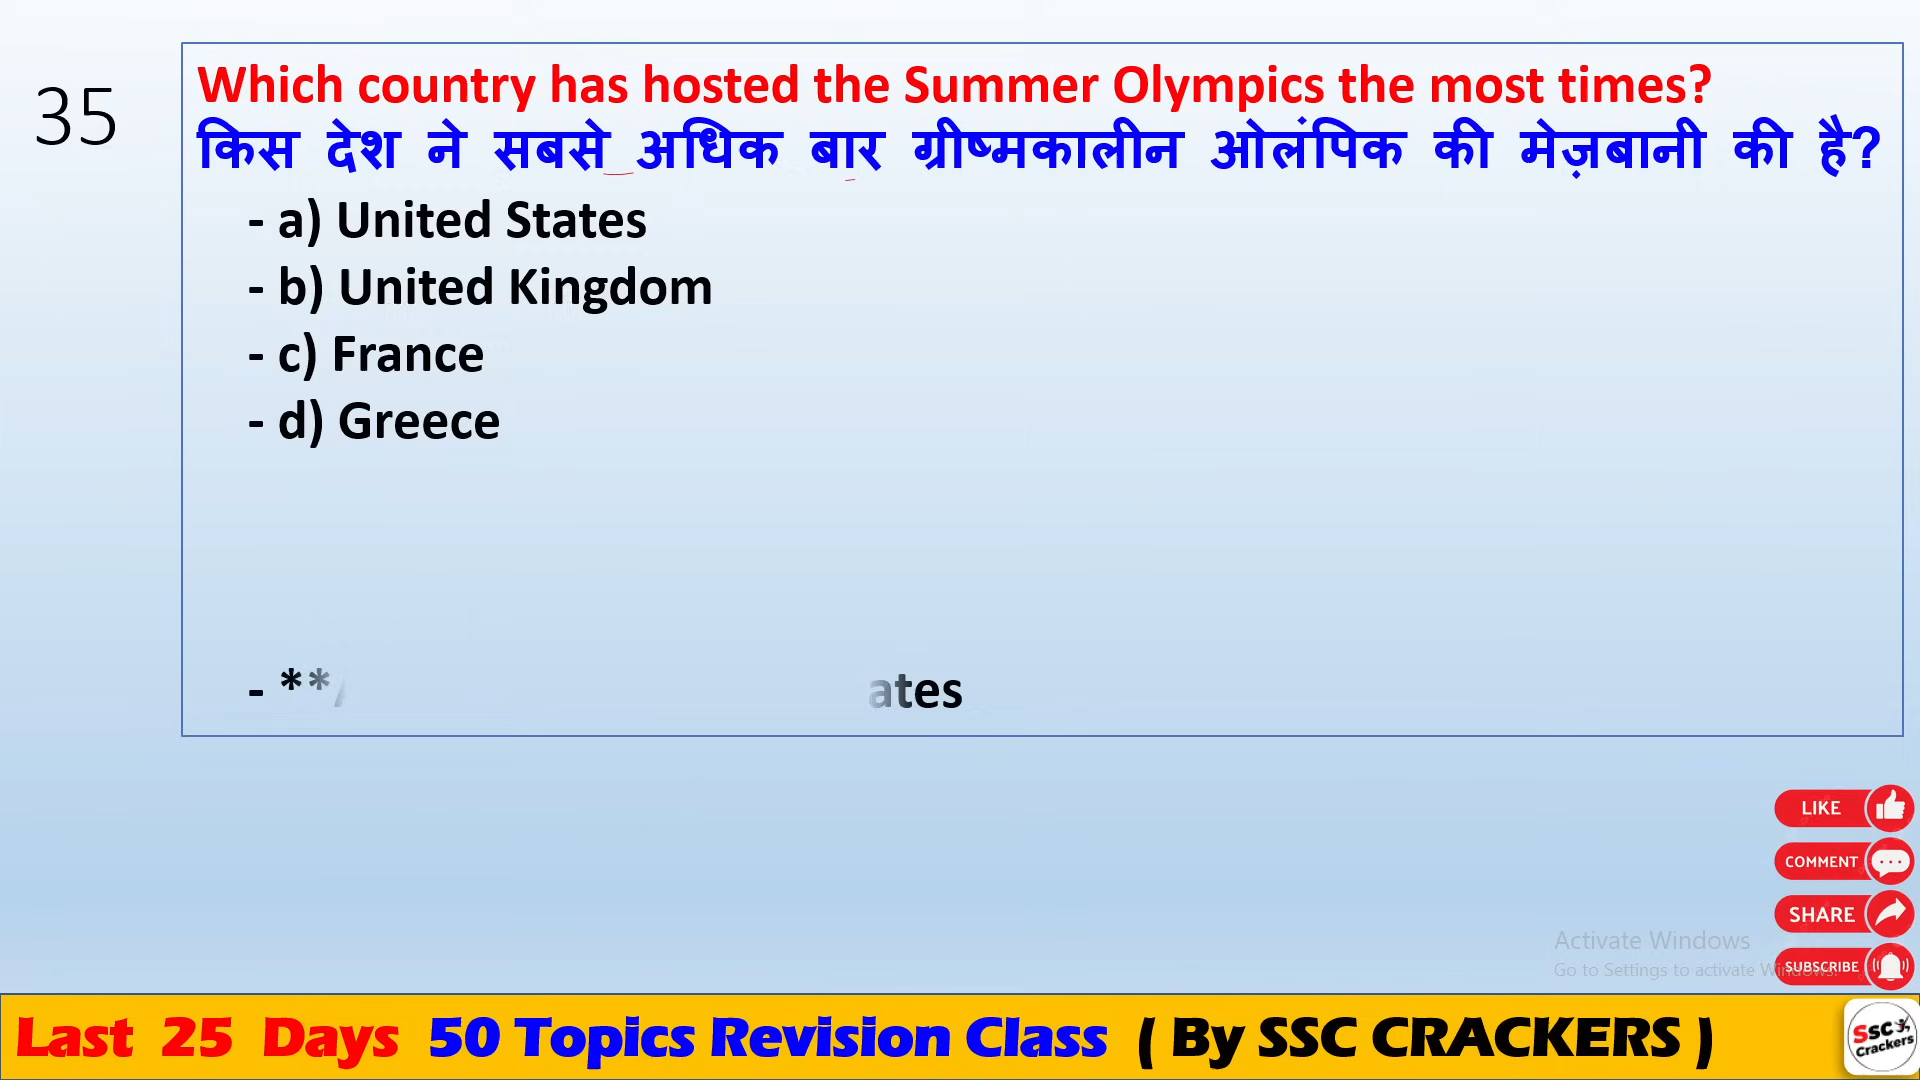 35
Which country has hosted the Summer Olympics the most times?
किस देश ने सबसे अधिक बार ग्रीष्मकालीन ओलंपिक की मेज़बानी की है?
- a) United States
- b) United Kingdom
- c) France
- d) Greece
- ** ates
LIKE
COMMENT
SHARE
Activate Windows
Go to Settings to activate Windows.
SUBSCRIBE
Last 25 Days 50 Topics Revision Class ( By SSC CRACKERS )
SSC
Crackers